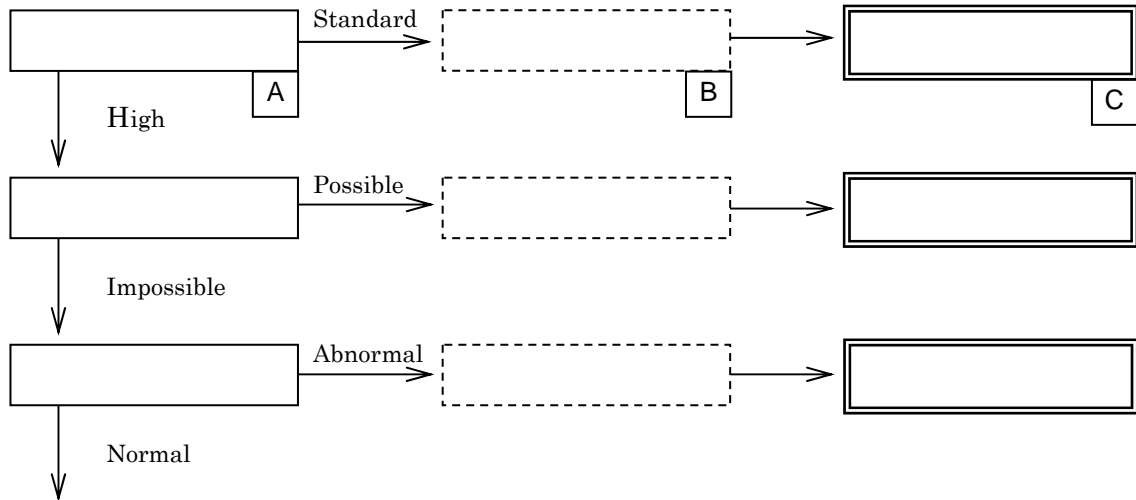 Standard
A
B
C
High
Possible
Impossible
Abnormal
Normal